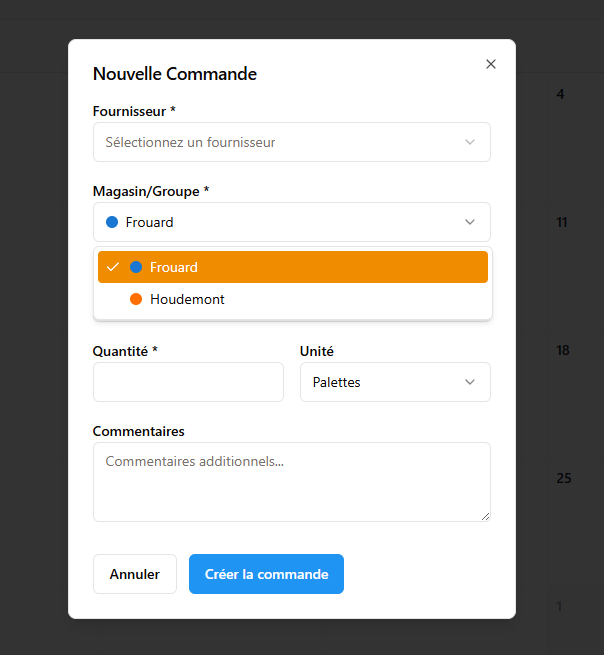 Nouvelle Commande
4
Fournisseur *
Sélectionnez un fournisseur
Magasin/Groupe *
Frouard
11
Frouard
Houdemont
Quantité *
Unité
18
Palettes
Commentaires
Commentaires additionnels...
25
Annuler
Créer la commande
1